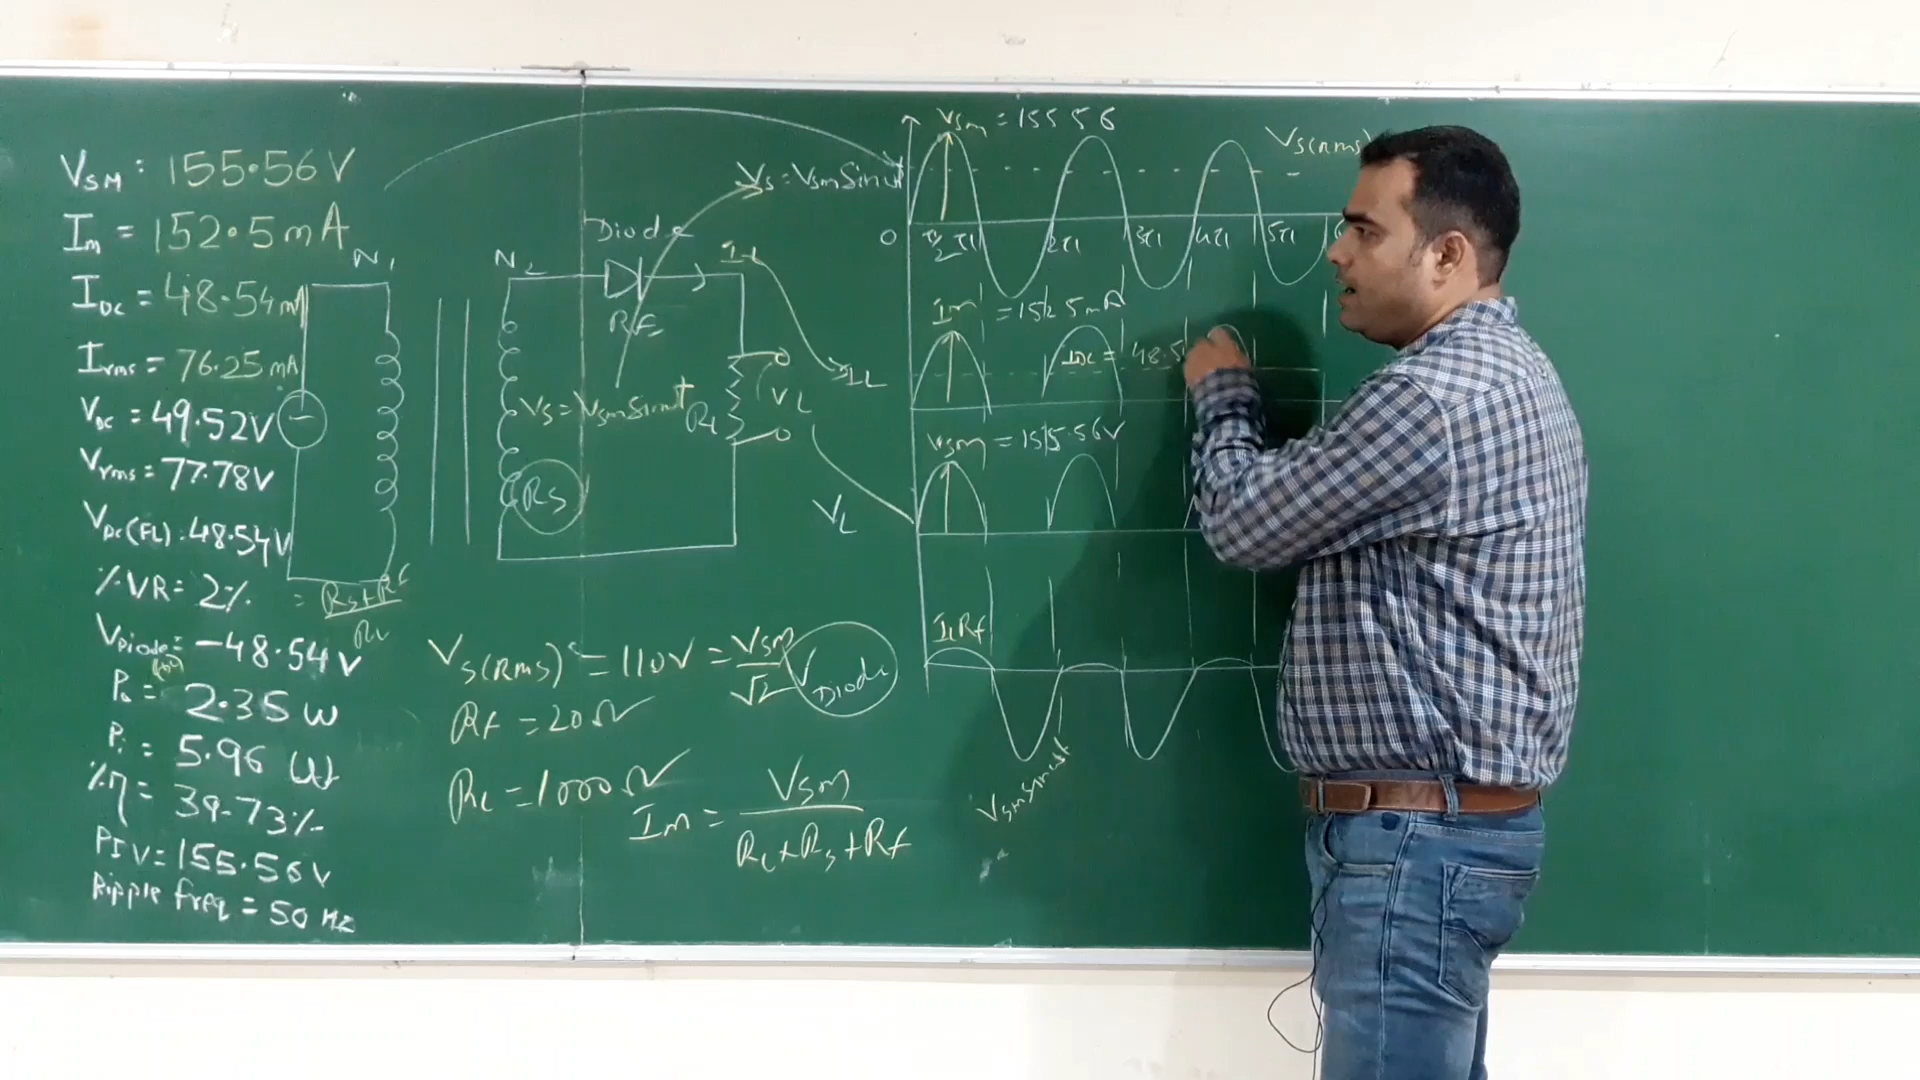 VSM : 155.56V
Im = 152.5mA
IDC = 48.54mA
Irms = 76.25mA
VDC = 49.52V
Vrms = 77.78V
VDC(FL) : 48.54V
%VR = 2% = Rs+Rf/RL
VDiode = -48.54V
(DC)
= 2.35 W
Pi = 5.96 W
%η = 39.73%
PIV = 155.56V
Ripple freq = 50 Hz
N1
N2
Diode
Rf
IL
Vs = Vsm Sinωt
RL
VL
Rs
Vs = Vsm Sinωt
IL
VL
VS(RMS) = 110V = Vsm/√2
Rf = 20Ω
RL = 1000Ω
Im = Vsm/RL+Rs+Rf
VDiode
Vsm = 155 56
Vs(rms)
0
π/2 π 2π 3π 4π 5π
Im = 152 5mA
IDC = 48.5
Vsm = 155.56V
ILRf
Vsm Sinωt